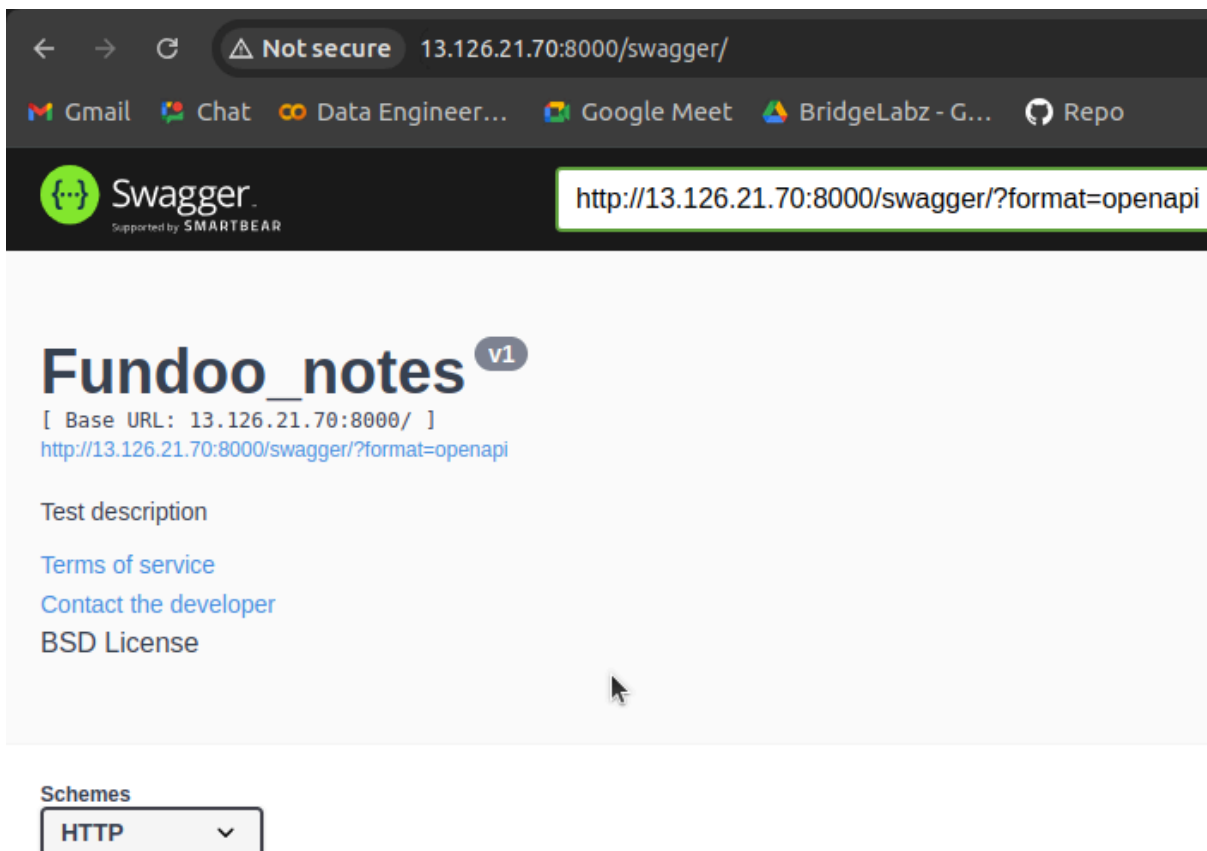 Not secure 13.126.21.70:8000/swagger/
Gmail Chat Data Engineer... Google Meet BridgeLabz - G... Repo
{···} Swagger. http://13.126.21.70:8000/swagger/?format=openapi
Supported by SMARTBEAR
Fundoo_notes v1
[ Base URL: 13.126.21.70:8000/ ]
http://13.126.21.70:8000/swagger/?format=openapi
Test description
Terms of service
Contact the developer
BSD License
Schemes
HTTP